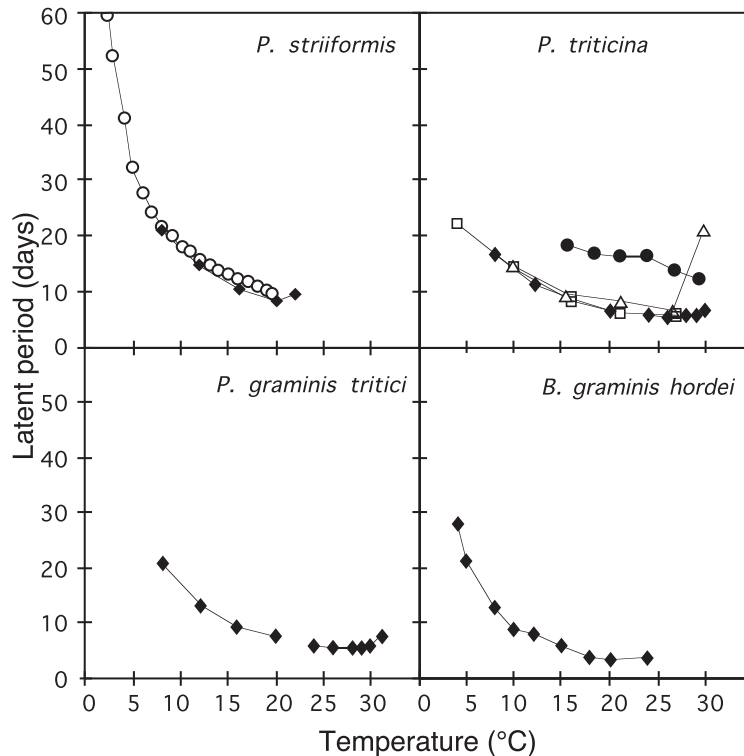 60
50
40
30
20
10
0
P. striiformis
P. triticina
Latent period (days)
60
50
40
30
20
10
0
P. graminis tritici
B. graminis hordei
0 5 10 15 20 25 30
0 5 10 15 20 25 30
Temperature (°C)